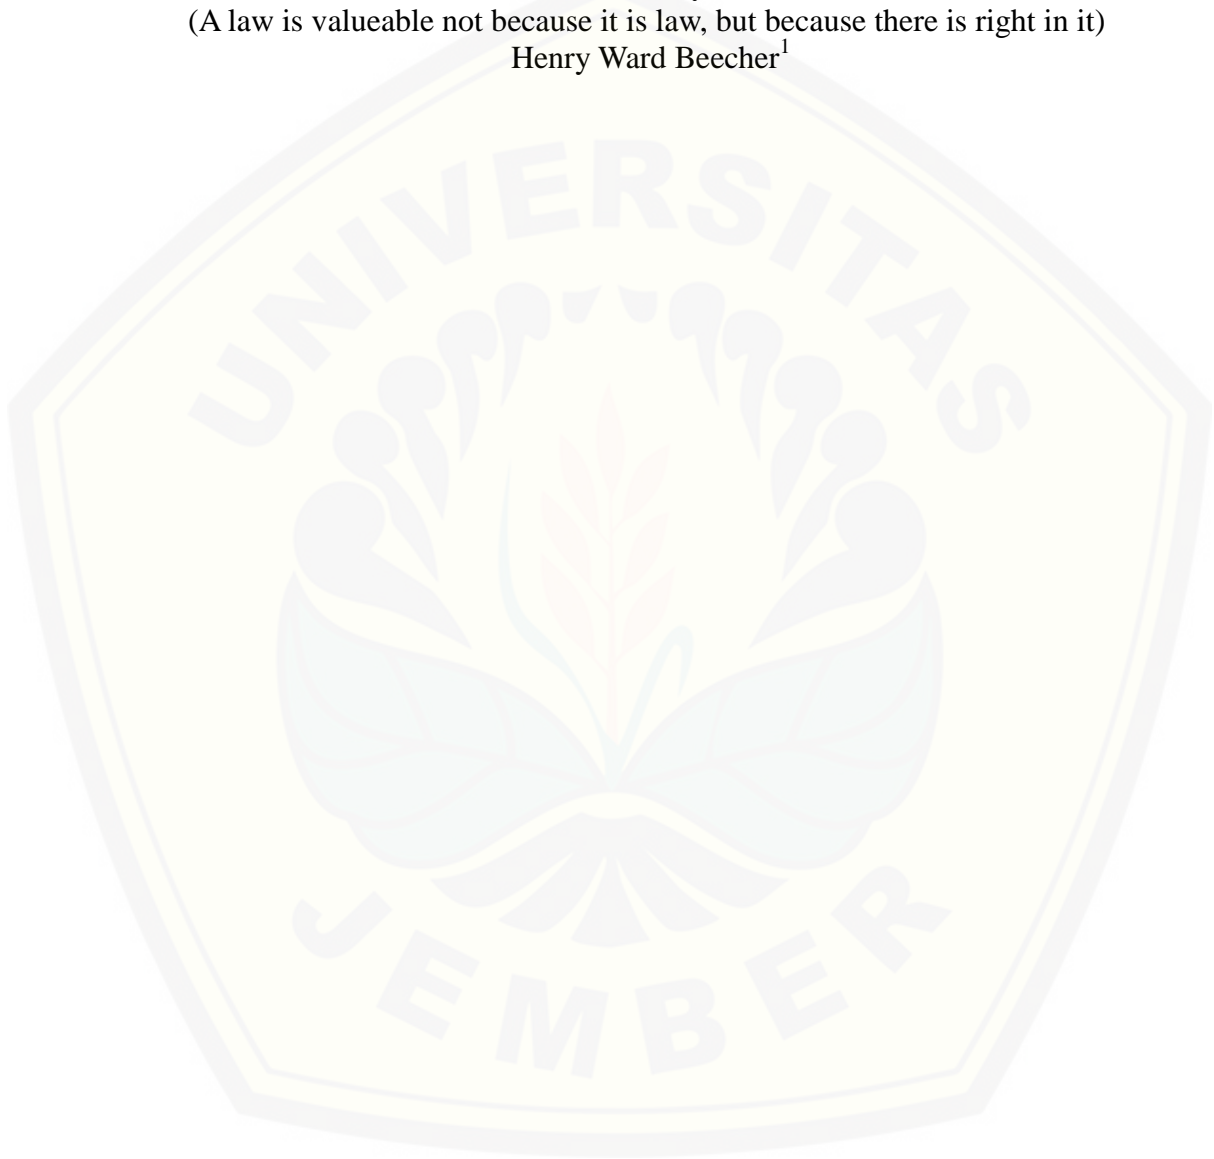 (A law is valueable not because it is law, but because there is right in it)
Henry Ward Beecher1
UNIVERSITAS
JEMBER